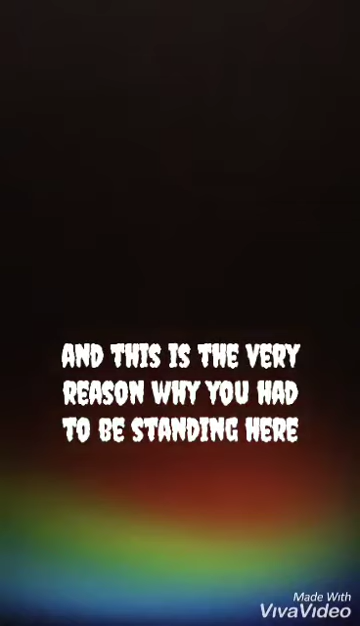 AND THIS IS THE VERY
REASON WHY YOU HAD
TO BE STANDING HERE
Made With
VivaVideo